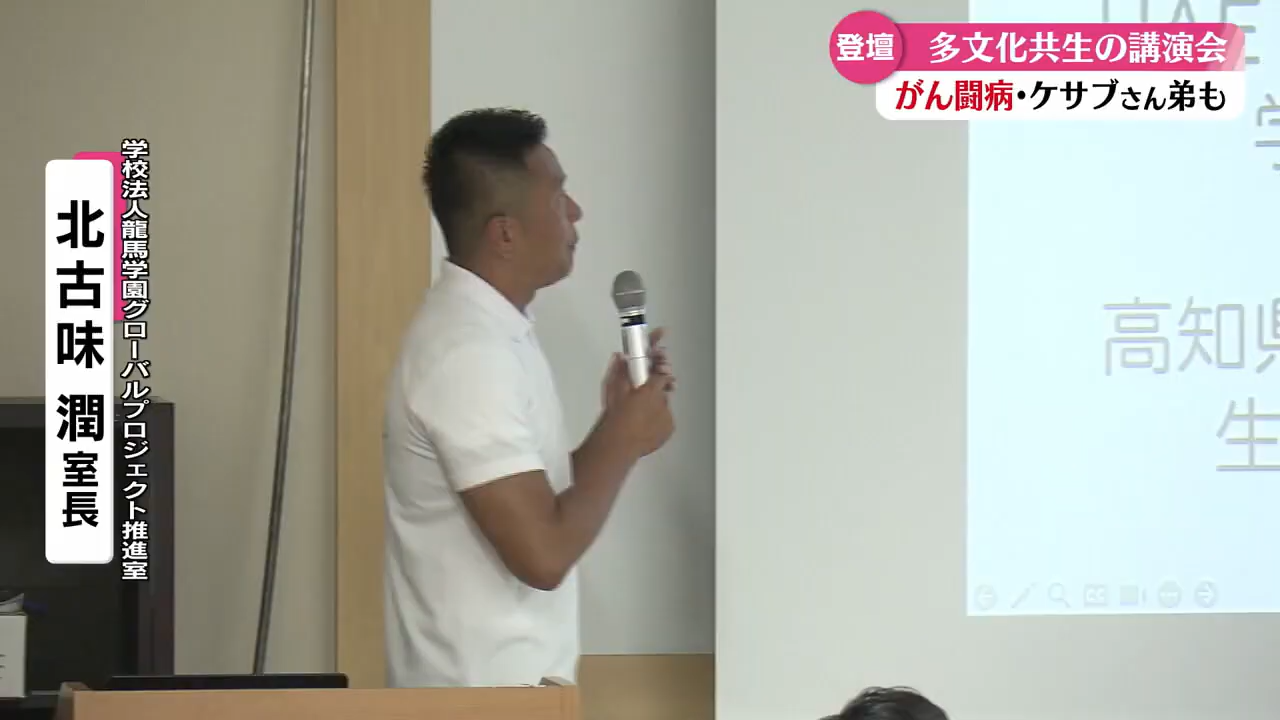 登壇
多文化共生の講演会
がん闘病・ケサブさん弟も
学校法人龍馬学園グローバルプロジェクト推進室
北古味 潤室長
UAE
学
高知県
生